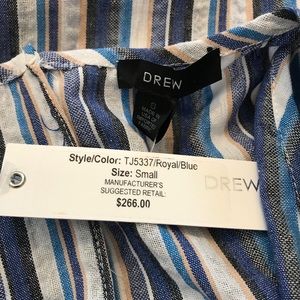 DREW
S
Style/Color: TJ5337/Royal/Blue
Size: Small
MANUFACTURER'S
SUGGESTED RETAIL:
$266.00
DREW